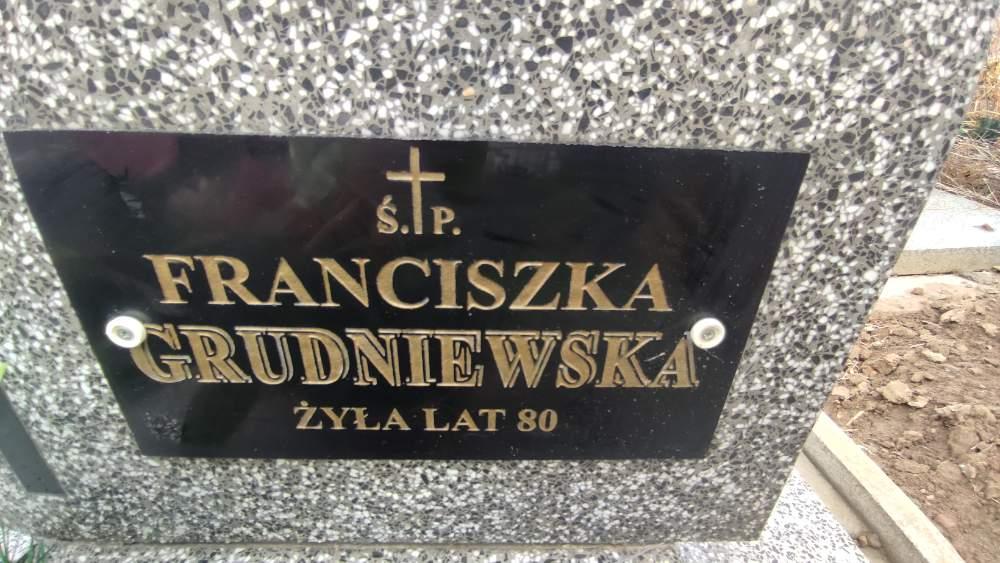 Ś.P.
FRANCISZKA
GRUDNIEWSKA
ŻYŁA LAT 80